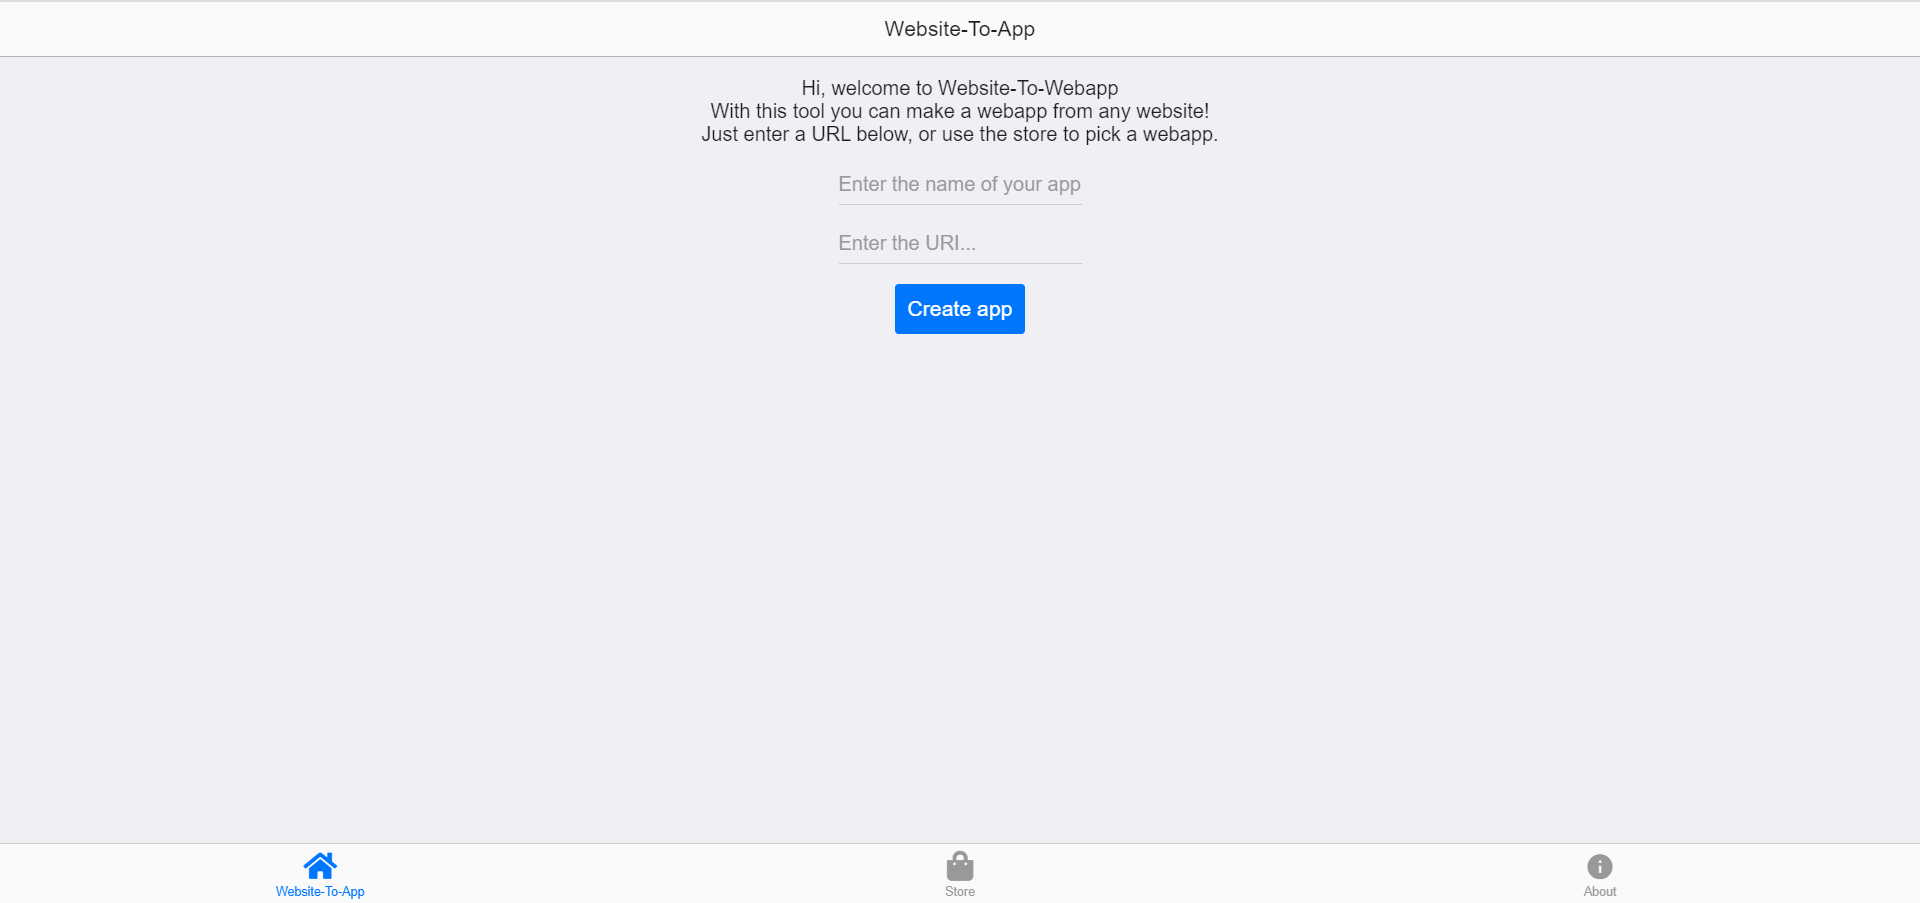 Website-To-App
Hi, welcome to Website-To-Webapp
With this tool you can make a webapp from any website!
Just enter a URL below, or use the store to pick a webapp.
Enter the name of your app
Enter the URI...
Create app
Website-To-App
Store
About